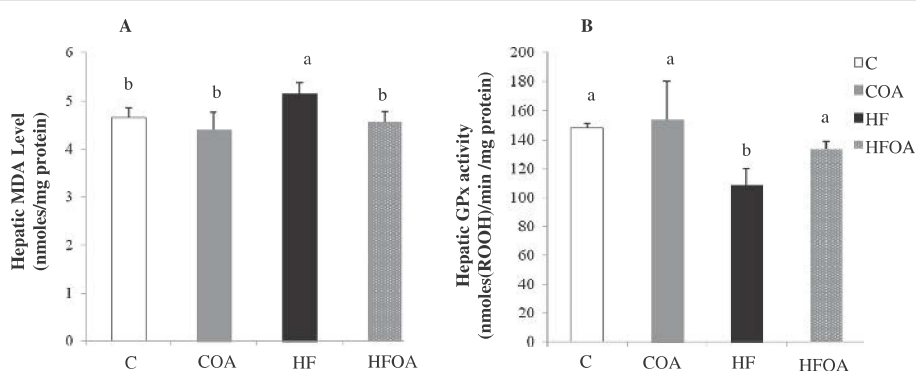 A
Hepatic MDA Level
(nmoles/mg protein)
6
5
4
3
2
1
0
b
b
a
b
C
COA
HF
HFOA
B
Hepatic GPx activity
(nmoles(ROOH)/min /mg protein)
200
180
160
140
120
100
80
60
40
20
0
a
a
b
a
C
COA
HF
HFOA
C
COA
HF
HFOA